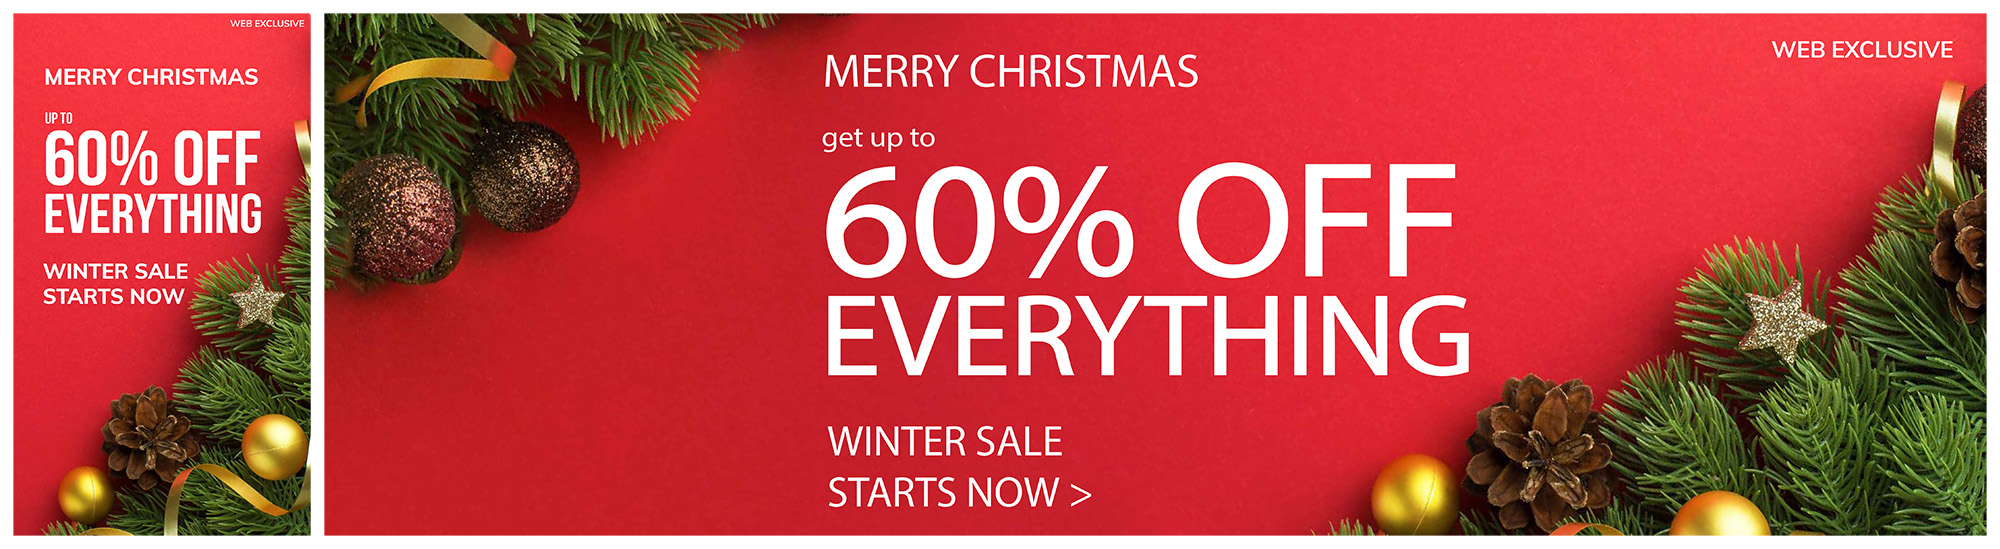 WEB EXCLUSIVE
MERRY CHRISTMAS
UP TO
60% OFF
EVERYTHING
WINTER SALE
STARTS NOW
WEB EXCLUSIVE
MERRY CHRISTMAS
get up to
60% OFF
EVERYTHING
WINTER SALE
STARTS NOW >